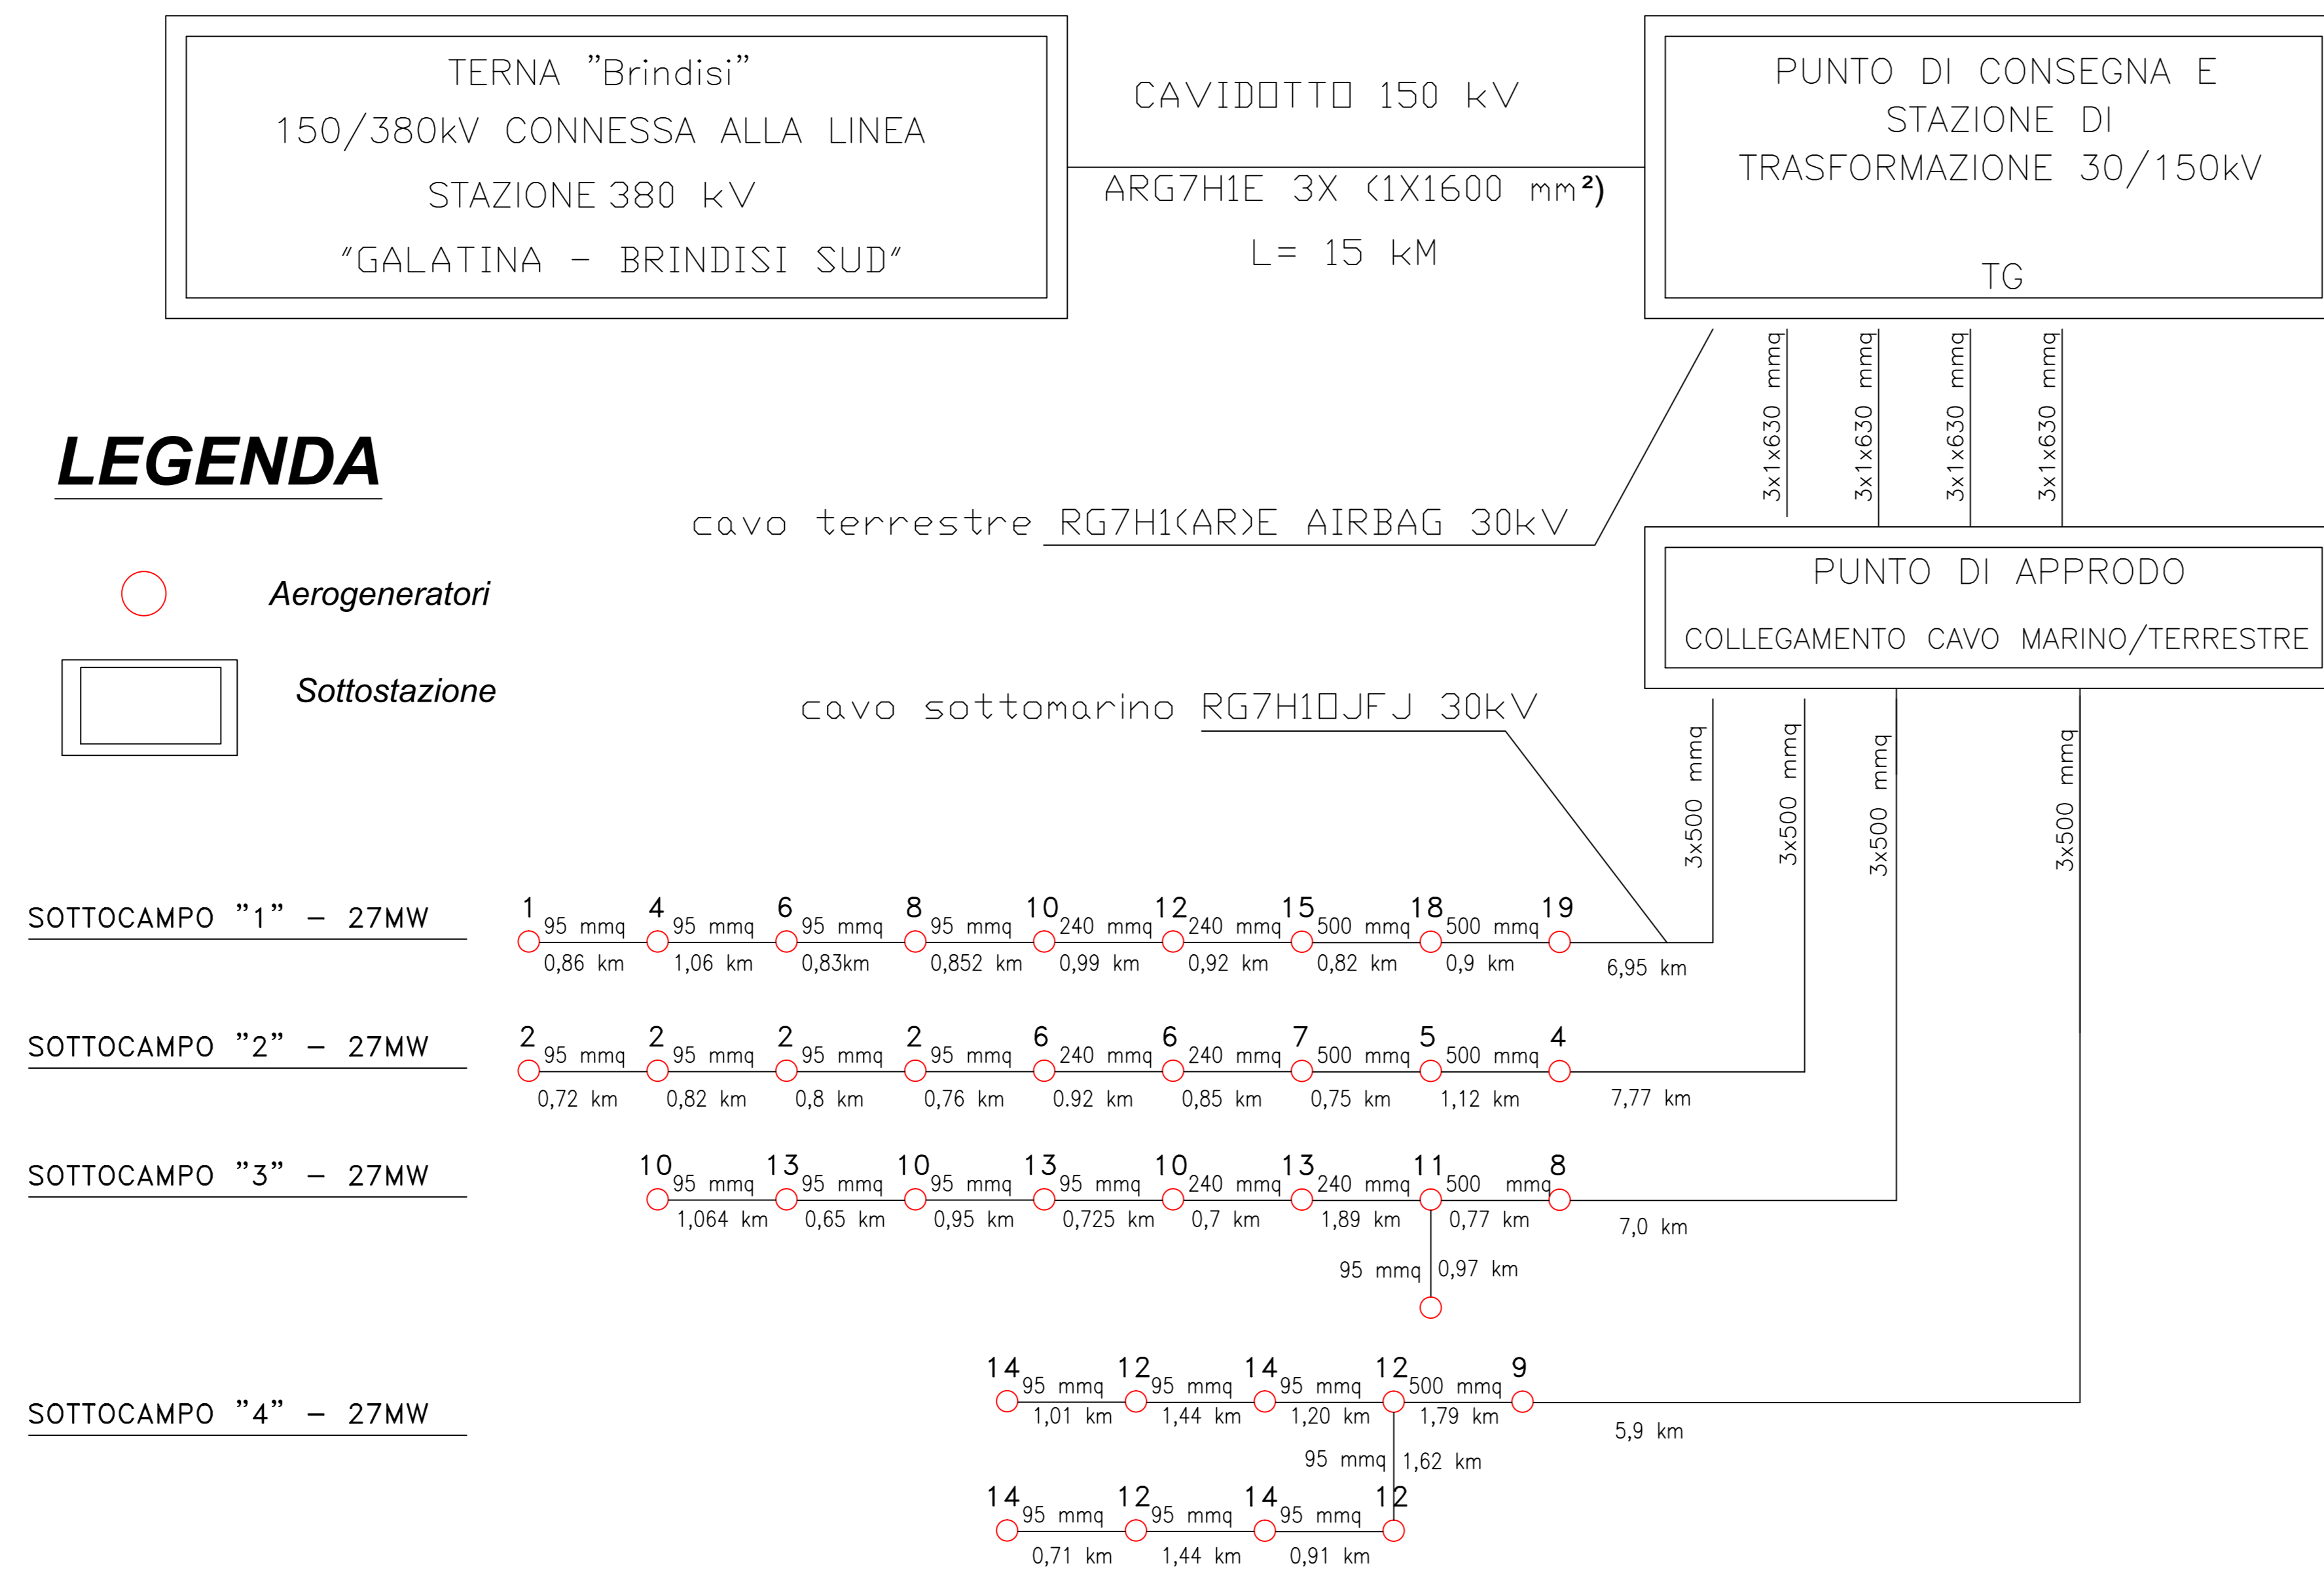 TERNA "Brindisi"
150/380kV CONNESSA ALLA LINEA
STAZIONE 380 kV
"GALATINA - BRINDISI SUD"
CAVIDOTTO 150 kV
ARG7H1E 3X (1X1600 mm²)
L= 15 kM
PUNTO DI CONSEGNA E
STAZIONE DI
TRASFORMAZIONE 30/150kV
TG
3x1x630 mmq
3x1x630 mmq
3x1x630 mmq
3x1x630 mmq
LEGENDA
Aerogeneratori
Sottostazione
cavo terrestre RG7H1(AR)E AIRBAG 30kV
PUNTO DI APPRODO
COLLEGAMENTO CAVO MARINO/TERRESTRE
cavo sottomarino RG7H1OJFJ 30kV
3x500 mmq
3x500 mmq
3x500 mmq
3x500 mmq
SOTTOCAMPO "1" - 27MW
1 4 6 8 10 12 15 18 19
95 mmq 95 mmq 95 mmq 95 mmq 240 mmq 240 mmq 500 mmq 500 mmq
0,86 km 1,06 km 0,83km 0,852 km 0,99 km 0,92 km 0,82 km 0,9 km 6,95 km
SOTTOCAMPO "2" - 27MW
2 2 2 2 6 6 7 5 4
95 mmq 95 mmq 95 mmq 95 mmq 240 mmq 240 mmq 500 mmq 500 mmq
0,72 km 0,82 km 0,8 km 0,76 km 0.92 km 0,85 km 0,75 km 1,12 km 7,77 km
SOTTOCAMPO "3" - 27MW
10 13 10 13 10 13 11 8
95 mmq 95 mmq 95 mmq 95 mmq 240 mmq 240 mmq 500 mmq
1,064 km 0,65 km 0,95 km 0,725 km 0,7 km 1,89 km 0,77 km 7,0 km
95 mmq 0,97 km
SOTTOCAMPO "4" - 27MW
14 12 14 12 9
95 mmq 95 mmq 95 mmq 500 mmq
1,01 km 1,44 km 1,20 km 1,79 km 5,9 km
95 mmq 1,62 km
14 12 14 12
95 mmq 95 mmq 95 mmq
0,71 km 1,44 km 0,91 km